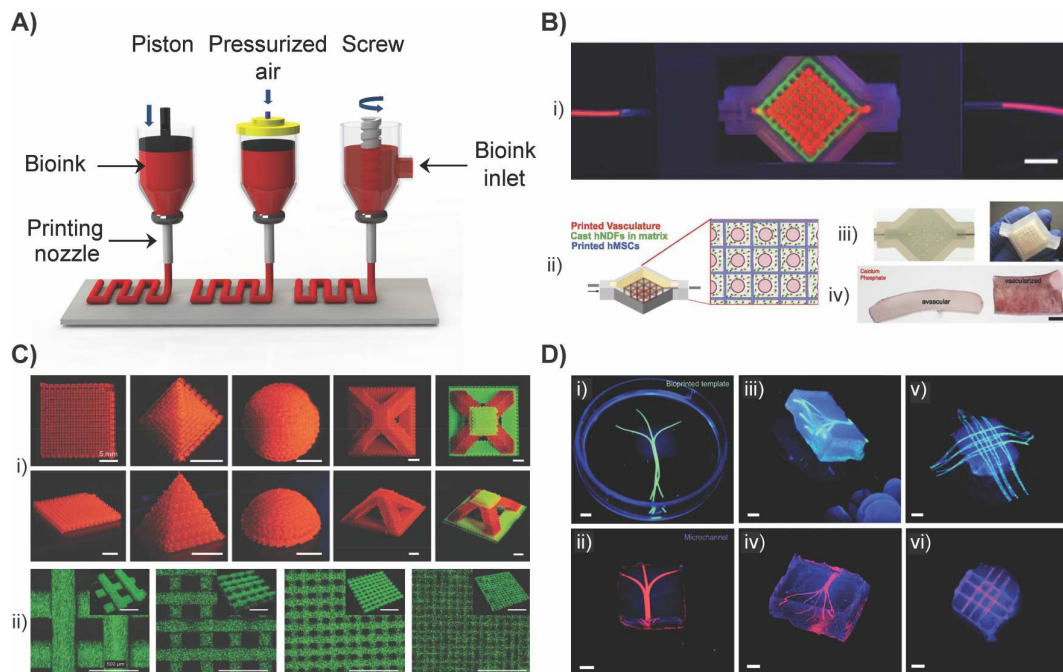 A)
Piston
Pressurized
air
Screw
Bioink
Bioink
inlet
Printing
nozzle
B)
i)
Printed Vasculature
Cast hNDFs in matrix
Printed hMSCs
ii)
iii)
iv)
Calcium
Phosphate
avascular
vascularized
C)
i)
5 mm
ii)
500 µm
D)
i)
Bioprinted template
iii)
v)
ii)
Microchannel
iv)
vi)